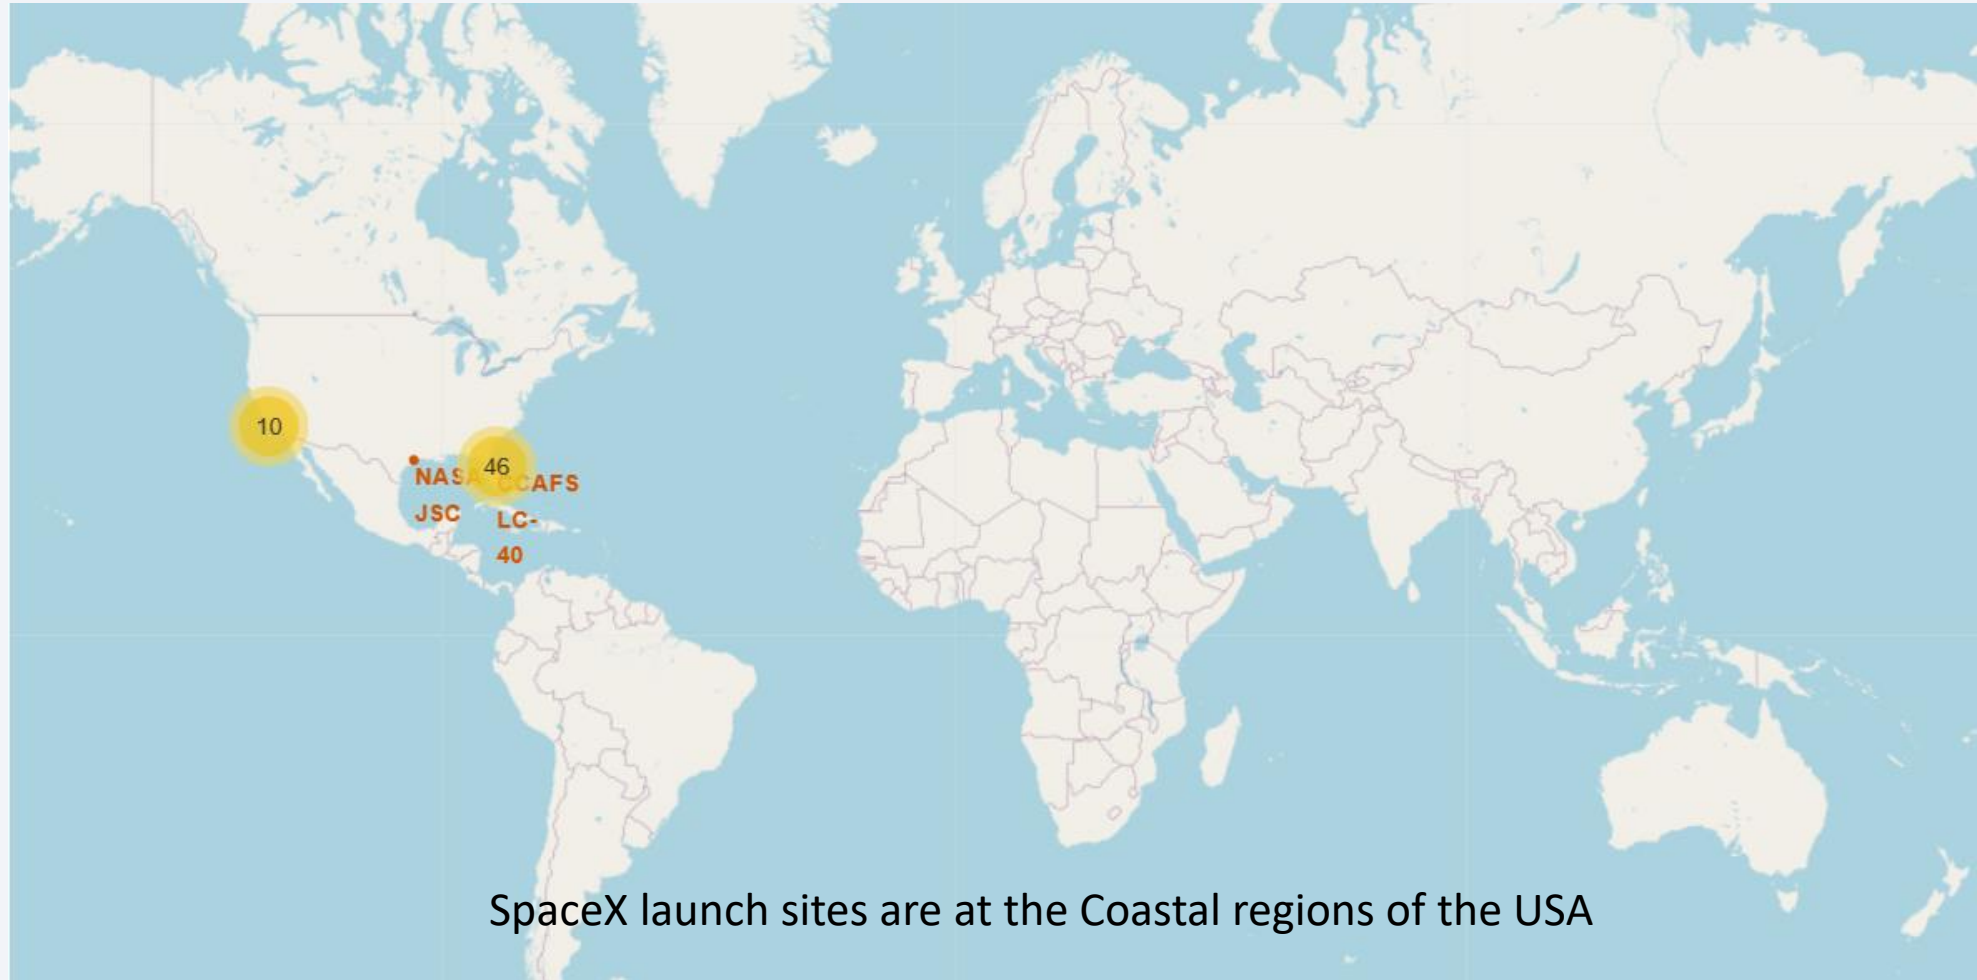 10
46
NASA
JSC
CCAFS
LC-
40
SpaceX launch sites are at the Coastal regions of the USA